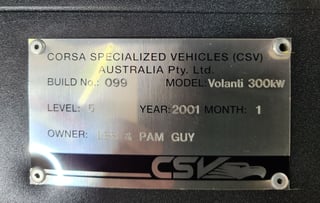 CORSA SPECIALIZED VEHICLES (CSV)
AUSTRALIA Pty. Ltd.
BUILD No.: 099 MODEL: Volanti 300kW
LEVEL: 5 YEAR: 2001 MONTH: 1
OWNER: & PAM GUY
CSV